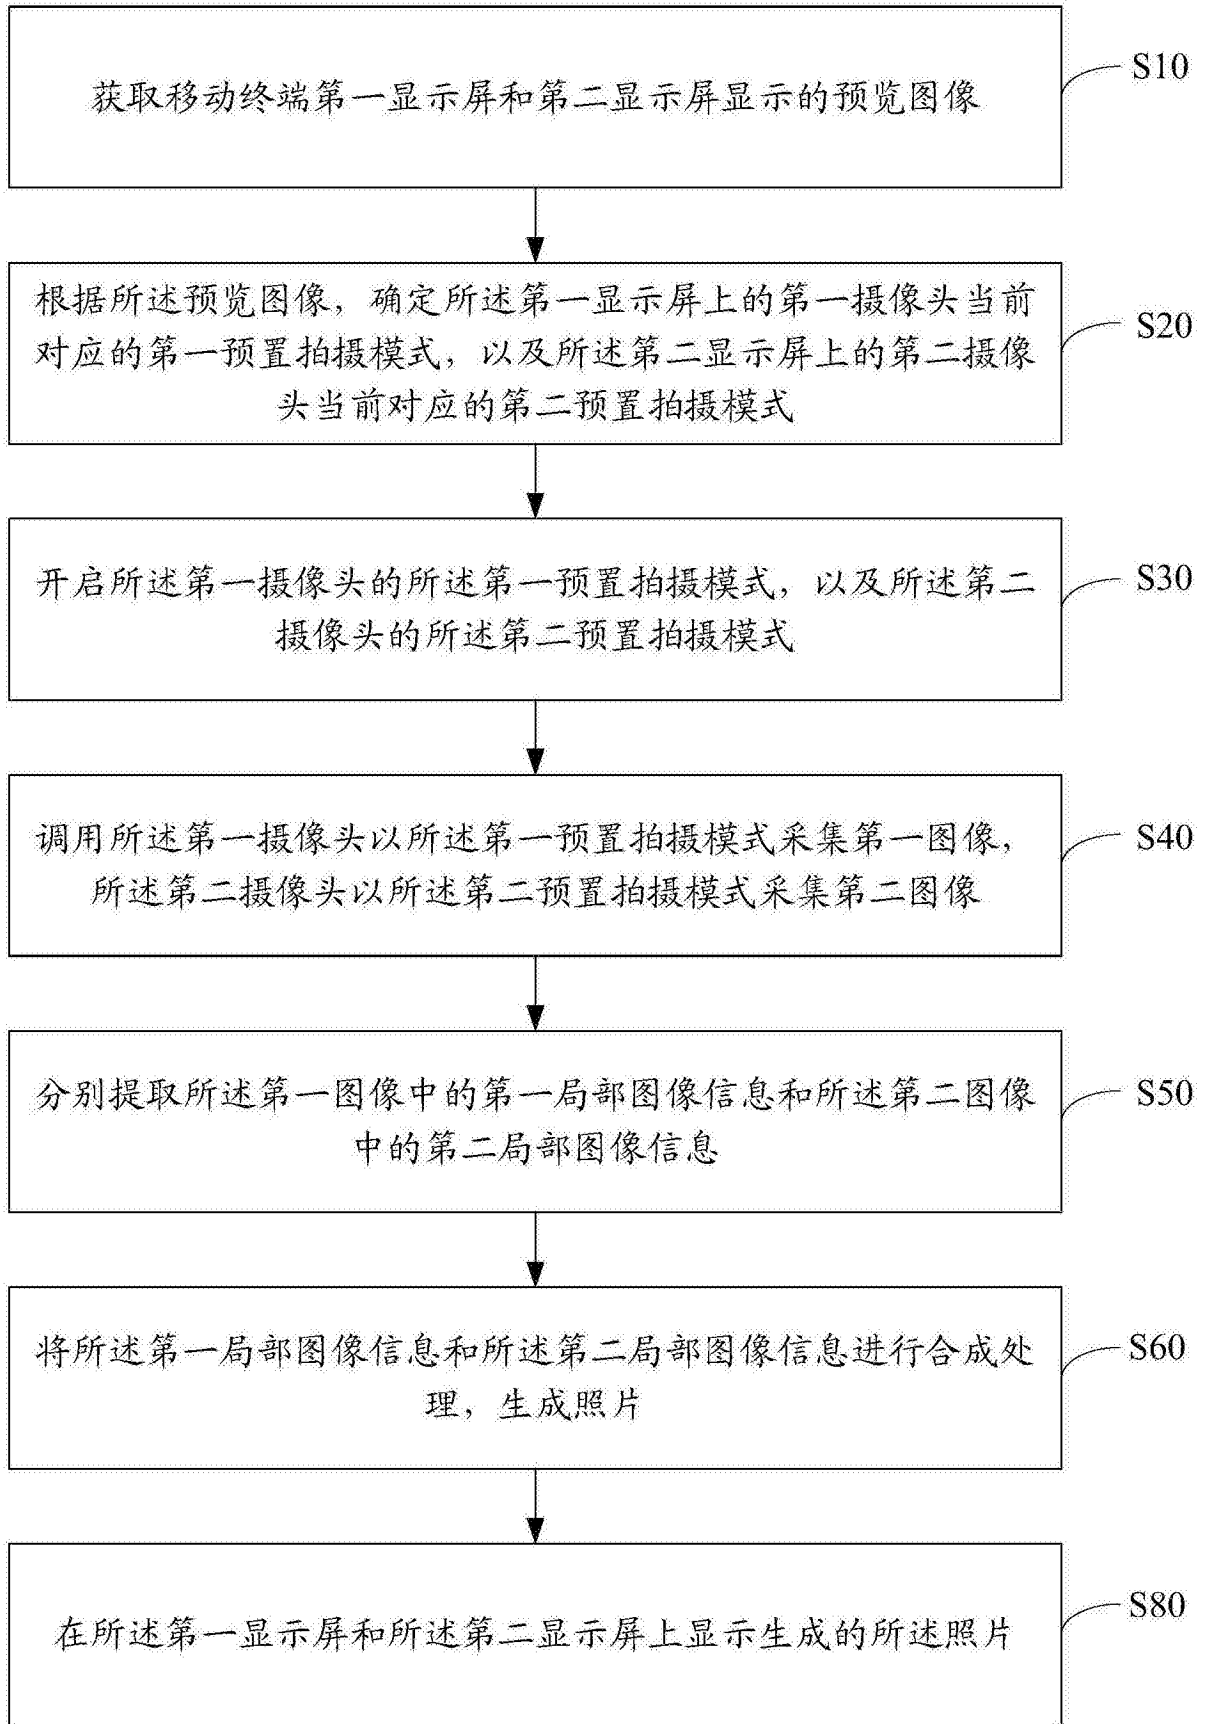 获取移动终端第一显示屏和第二显示屏显示的预览图像
S10
根据所述预览图像，确定所述第一显示屏上的第一摄像头当前
对应的第一预置拍摄模式，以及所述第二显示屏上的第二摄像
头当前对应的第二预置拍摄模式
S20
开启所述第一摄像头的所述第一预置拍摄模式，以及所述第二
摄像头的所述第二预置拍摄模式
S30
调用所述第一摄像头以所述第一预置拍摄模式采集第一图像，
所述第二摄像头以所述第二预置拍摄模式采集第二图像
S40
分别提取所述第一图像中的第一局部图像信息和所述第二图像
中的第二局部图像信息
S50
将所述第一局部图像信息和所述第二局部图像信息进行合成处
理，生成照片
S60
在所述第一显示屏和所述第二显示屏上显示生成的所述照片
S80